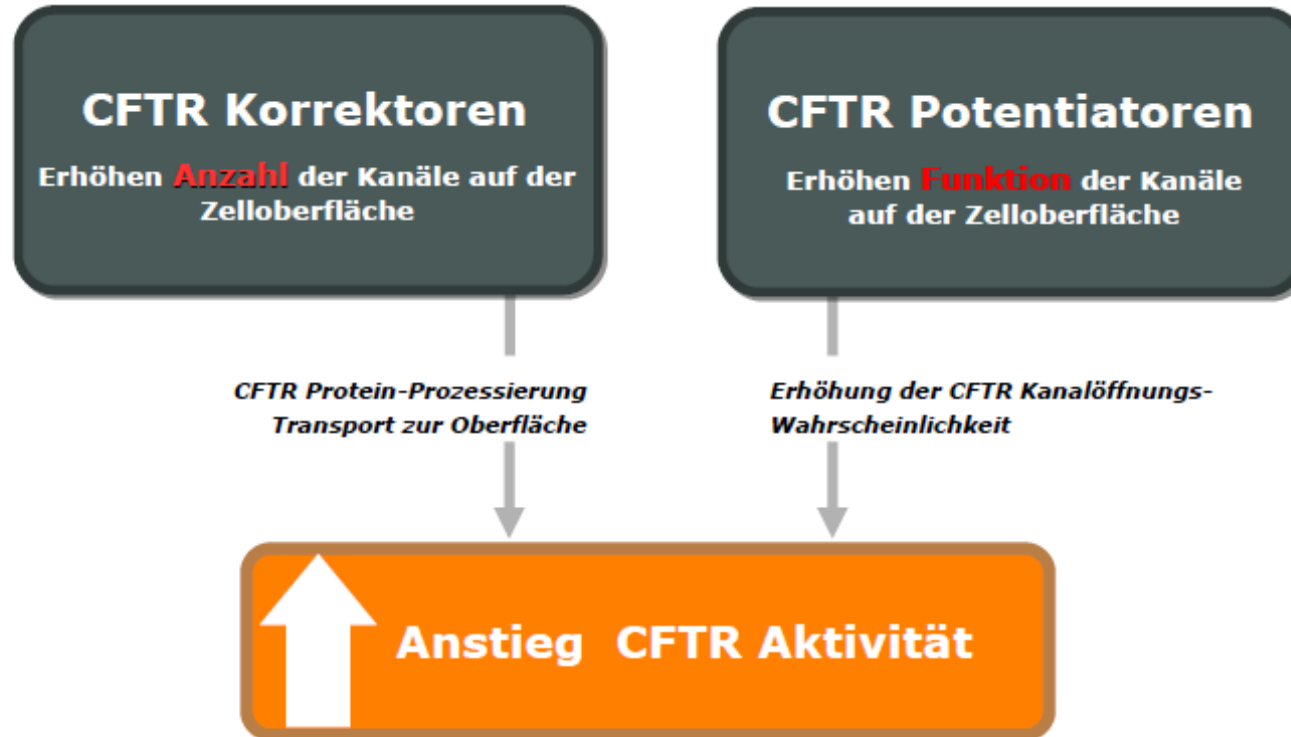 CFTR Korrektoren
Erhöhen Anzahl der Kanäle auf der
Zelloberfläche
CFTR Potentiatoren
Erhöhen Funktion der Kanäle
auf der Zelloberfläche
CFTR Protein-Prozessierung
Transport zur Oberfläche
Erhöhung der CFTR Kanalöffnungs-
Wahrscheinlichkeit
Anstieg CFTR Aktivität